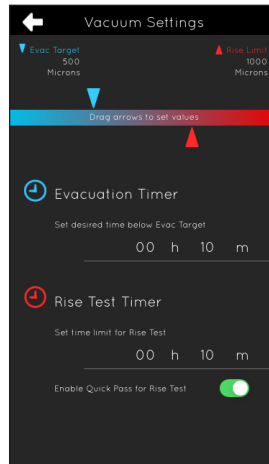 Vacuum Settings
Evac Target
500
Microns
Rise Limit
1000
Microns
Drag arrows to set values
Evacuation Timer
Set desired time below Evac Target
00 h 10 m
Rise Test Timer
Set time limit for Rise Test
00 h 10 m
Enable Quick Pass for Rise Test